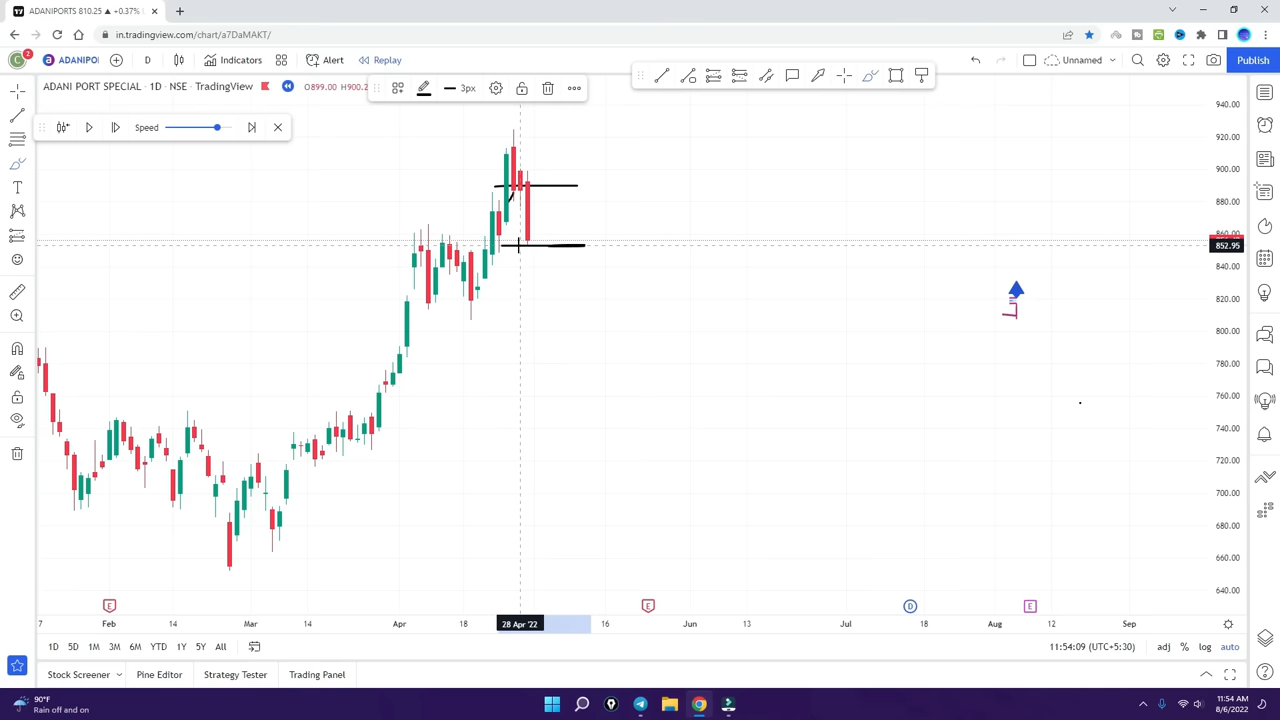 ADANIPORTS 810.25 ▲ +0.37% 
in.tradingview.com/chart/a7DaMAKT/
C 2 ADANIPO D Indicators Alert Replay Unnamed Publish
ADANI PORT SPECIAL · 1D · NSE · TradingView O899.00 3px
Speed
940.00
920.00
900.00
880.00
852.95
840.00
820.00
800.00
780.00
760.00
740.00
720.00
700.00
680.00
660.00
640.00
E E D E
7 Feb 14 Mar 14 Apr 18 28 Apr '22 16 Jun 13 Jul 18 Aug 12 Sep
1D 5D 1M 3M 6M YTD 1Y 5Y All 11:54:09 (UTC+5:30) adj % log auto
Stock Screener Pine Editor Strategy Tester Trading Panel
90°F
Rain off and on
11:54 AM
8/6/2022